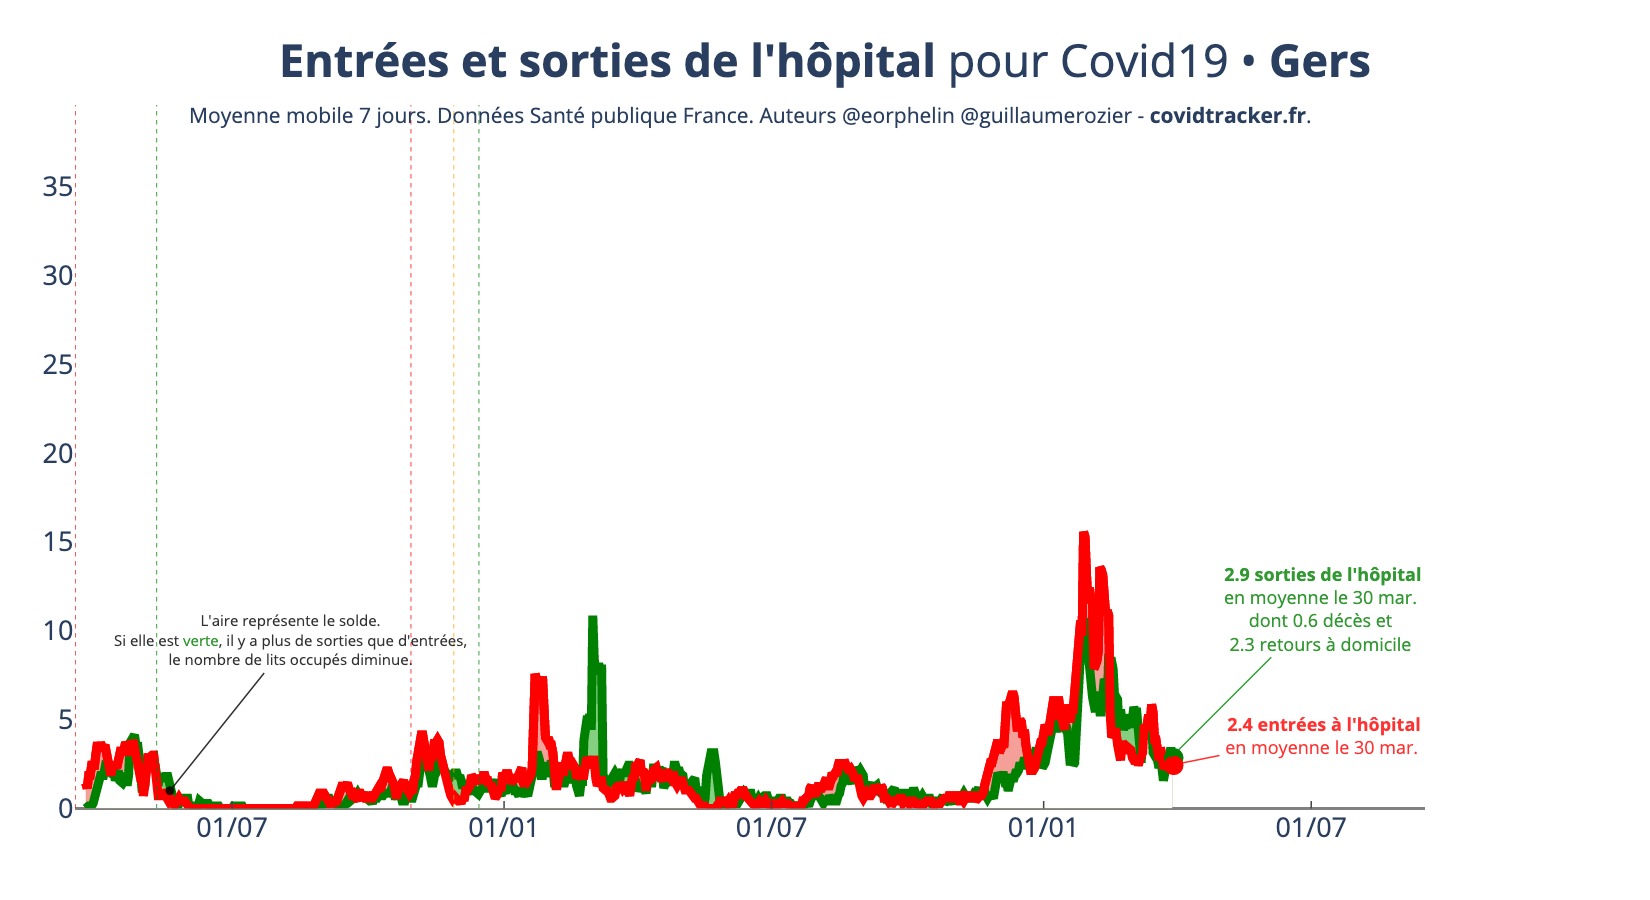 Entrées et sorties de l'hôpital pour Covid19 • Gers
Moyenne mobile 7 jours. Données Santé publique France. Auteurs @eorphelin @guillaumerozier - covidtracker.fr.
35
30
25
20
15
10
5
0
L'aire représente le solde.
Si elle est verte, il y a plus de sorties que d'entrées,
le nombre de lits occupés diminue.
2.9 sorties de l'hôpital
en moyenne le 30 mar.
dont 0.6 décès et
2.3 retours à domicile
2.4 entrées à l'hôpital
en moyenne le 30 mar.
01/07 01/01 01/07 01/01 01/07